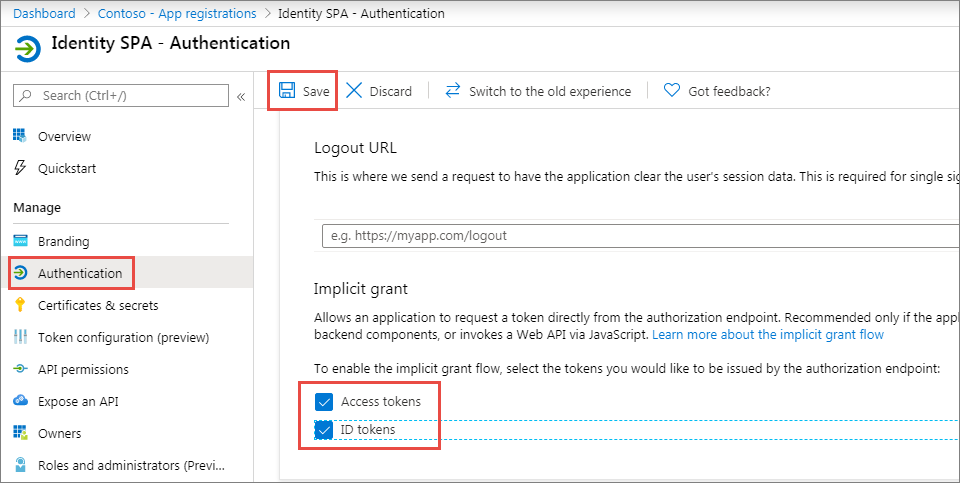 Dashboard > Contoso - App registrations > Identity SPA - Authentication
Identity SPA - Authentication
Search (Ctrl+/)
«
Overview
Quickstart
Manage
Branding
Authentication
Certificates & secrets
Token configuration (preview)
API permissions
Expose an API
Owners
Roles and administrators (Previ...
Save
Discard
Switch to the old experience
Got feedback?
Logout URL
This is where we send a request to have the application clear the user's session data. This is required for single sig
e.g. https://myapp.com/logout
Implicit grant
Allows an application to request a token directly from the authorization endpoint. Recommended only if the appl
backend components, or invokes a Web API via JavaScript. Learn more about the implicit grant flow
To enable the implicit grant flow, select the tokens you would like to be issued by the authorization endpoint:
Access tokens
ID tokens